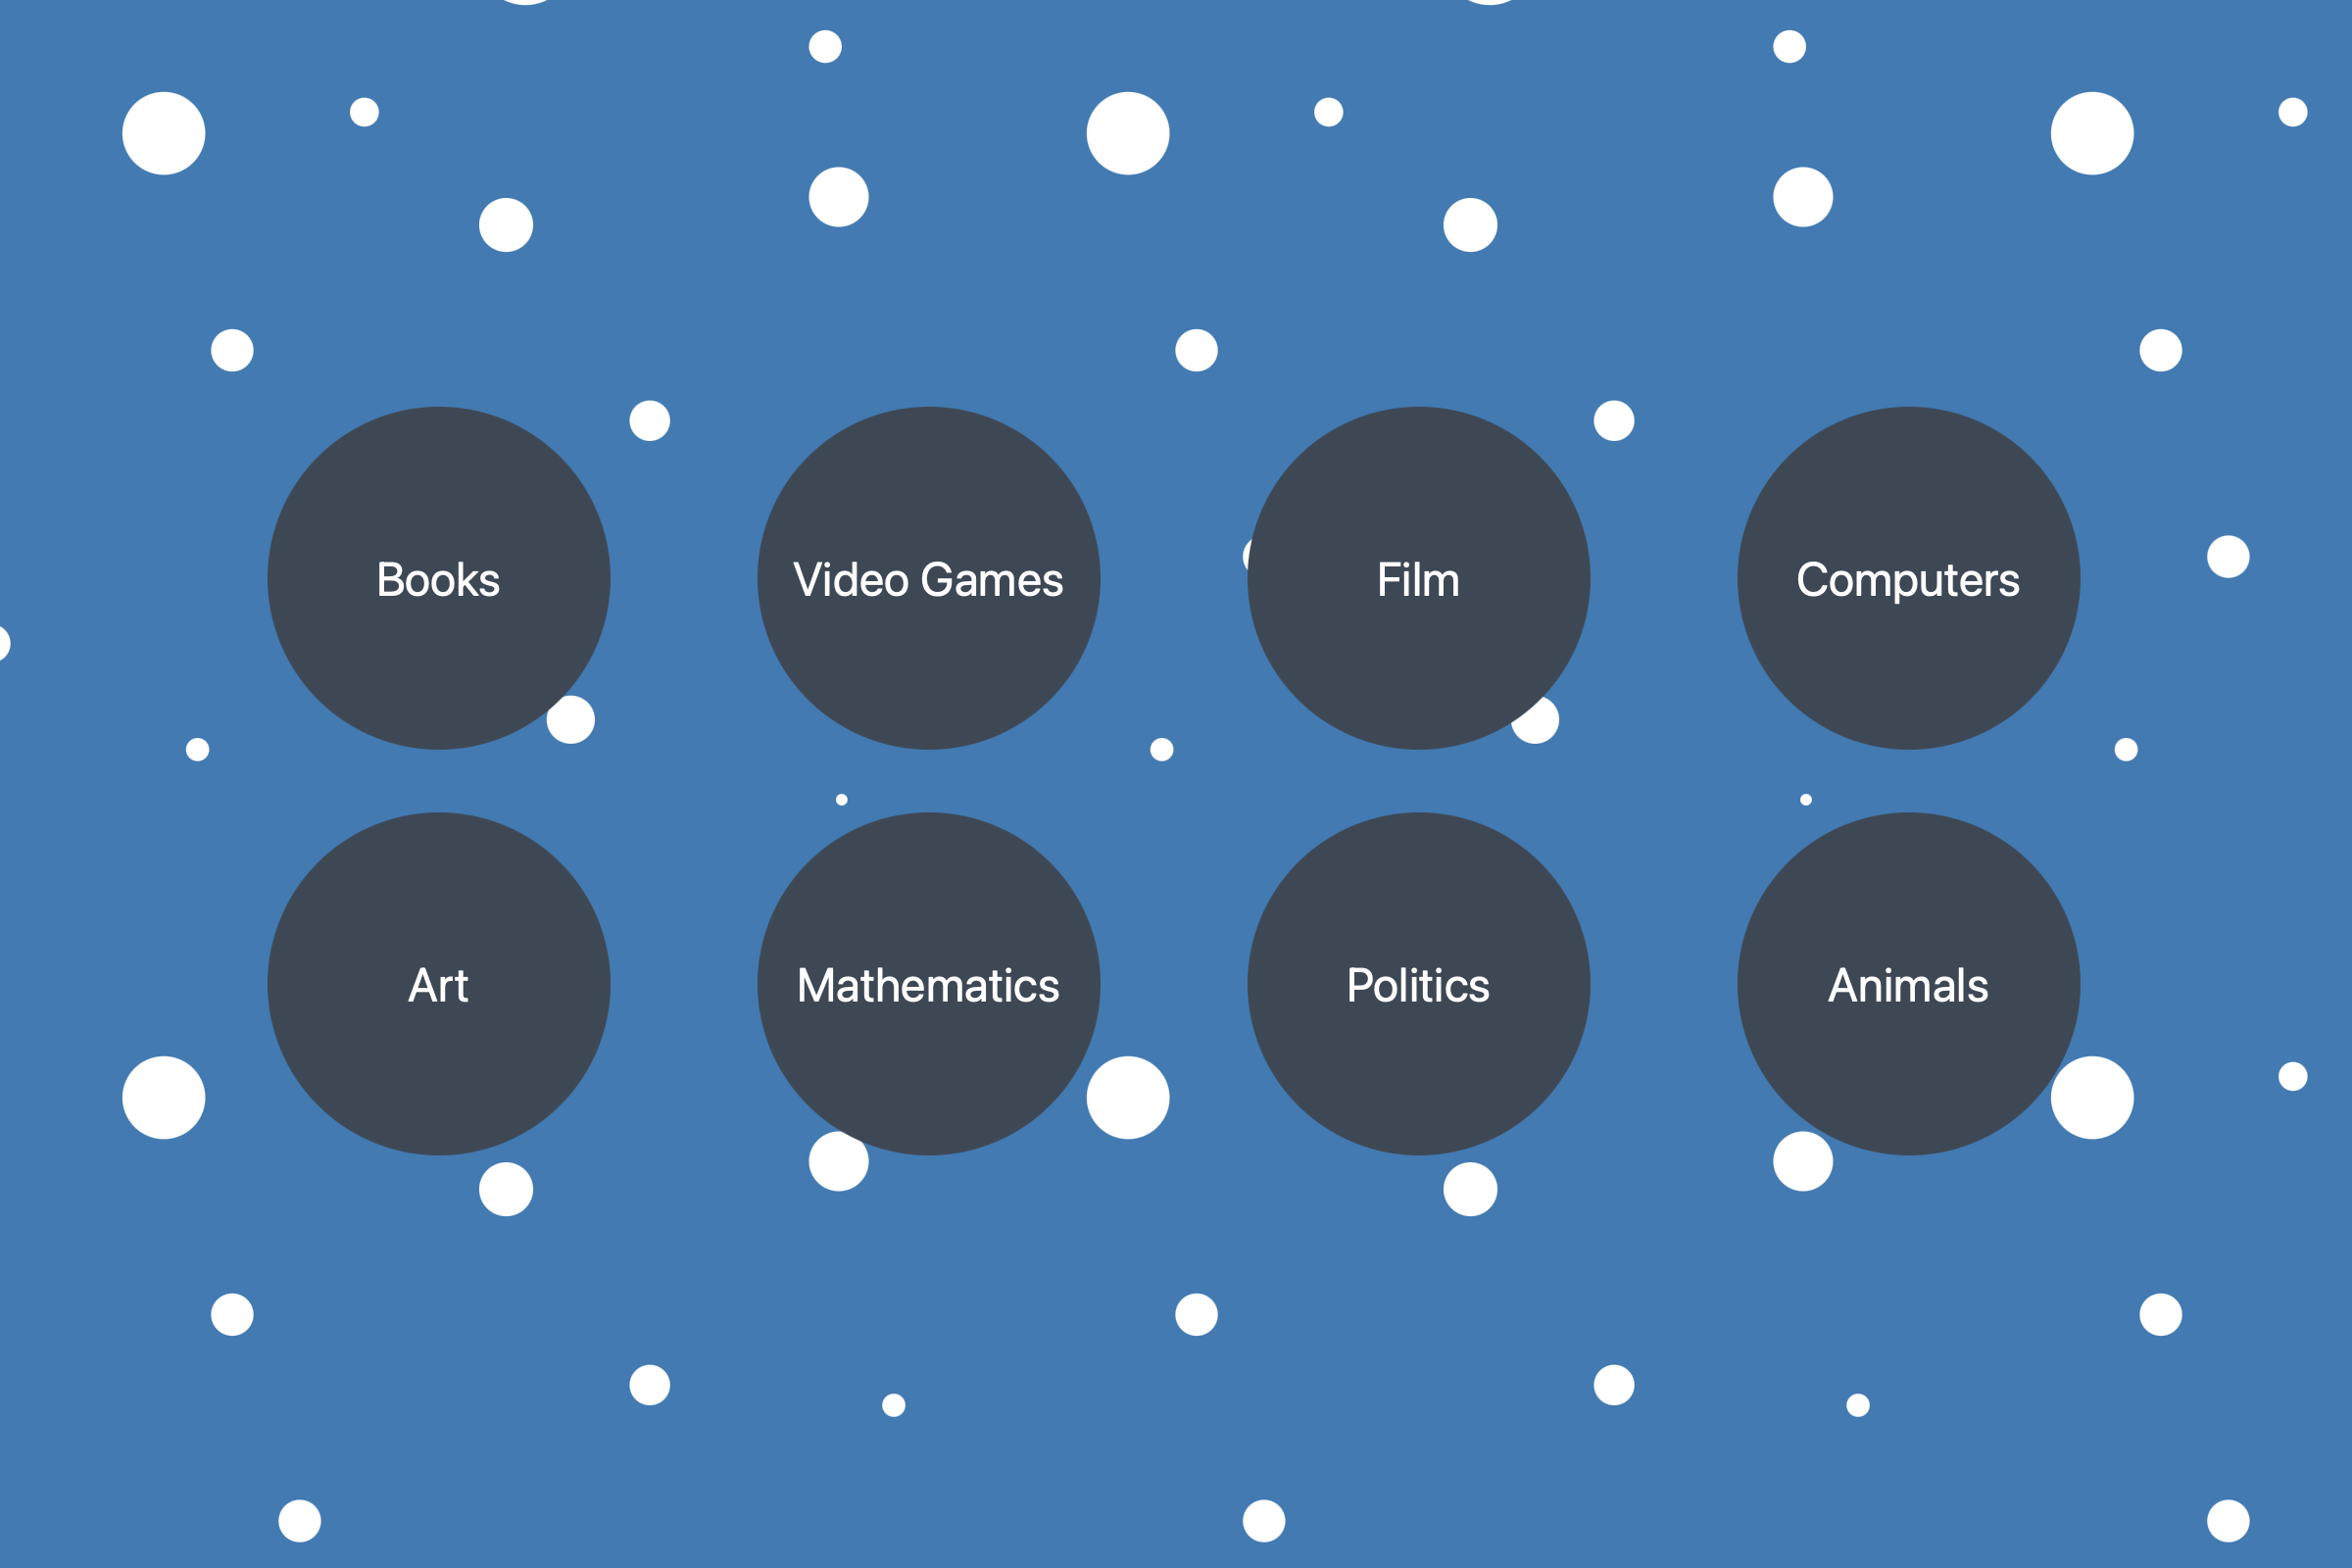 Books
Video Games
Film
Computers
Art
Mathematics
Politics
Animals